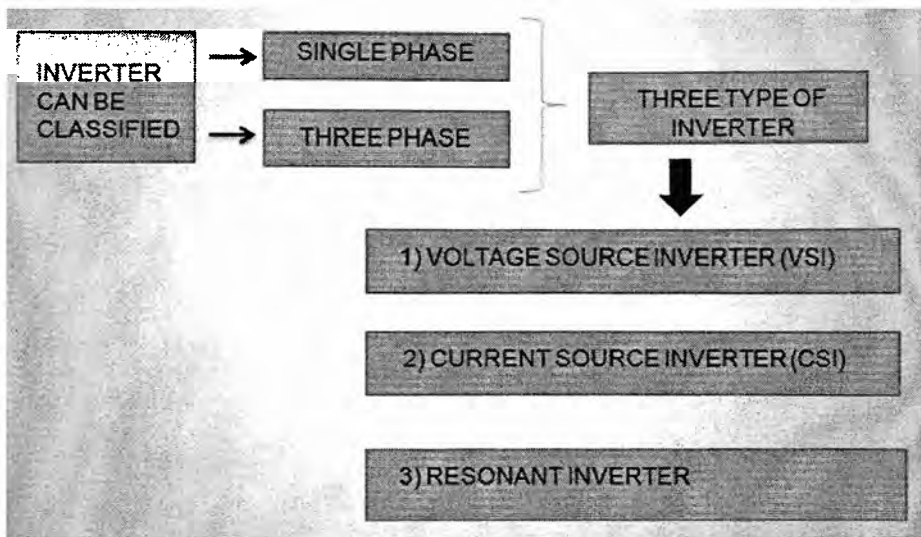 INVERTER
CAN BE
CLASSIFIED
SINGLE PHASE
THREE PHASE
THREE TYPE OF
INVERTER
1) VOLTAGE SOURCE INVERTER (VSI)
2) CURRENT SOURCE INVERTER (CSI)
3) RESONANT INVERTER